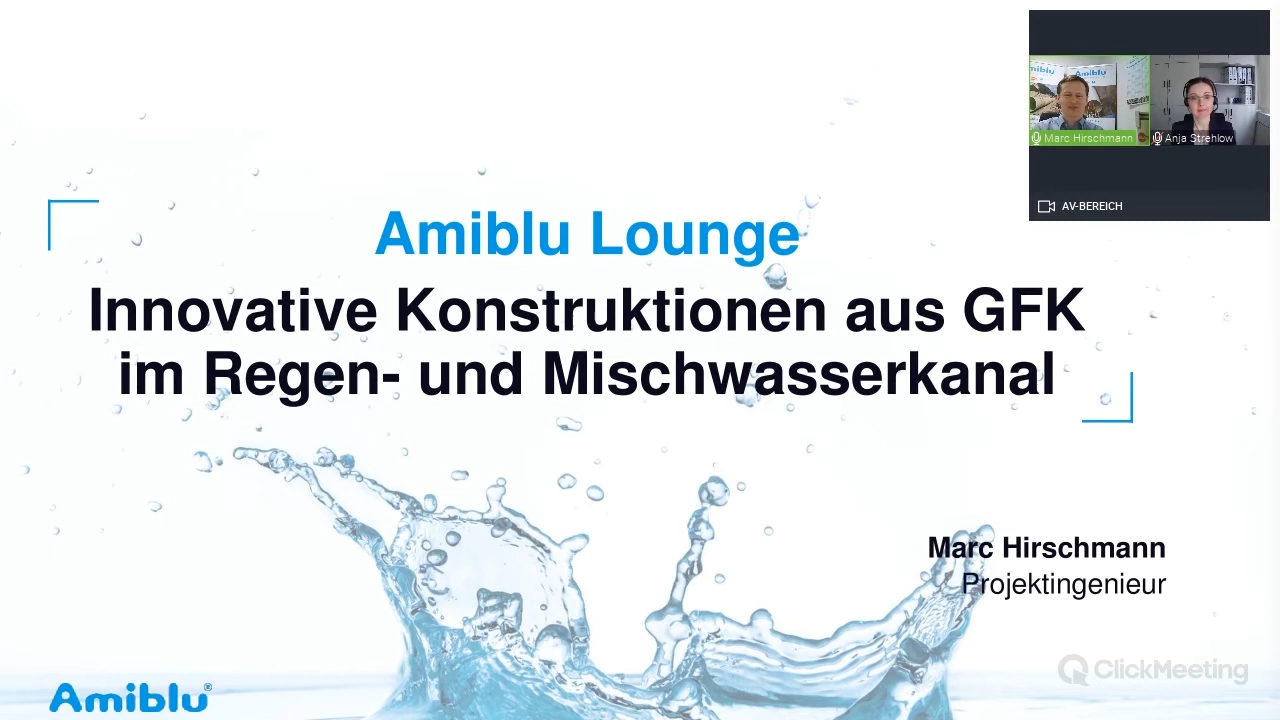 Amiblu Lounge
Innovative Konstruktionen aus GFK
im Regen- und Mischwasserkanal
Marc Hirschmann
Projektingenieur
Amiblu®
ClickMeeting
Amiblu
Marc Hirschmann
Anja Strehlow
AV-BEREICH